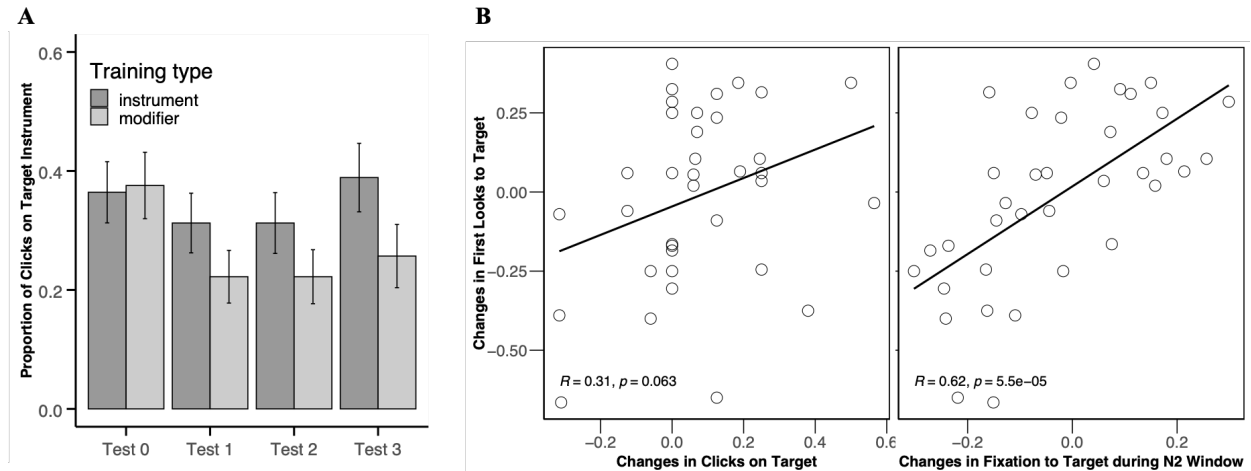 A
B
Proportion of Clicks on Target Instrument
0.6
0.4
0.2
0.0
Training type
instrument
modifier
Test 0 Test 1 Test 2 Test 3
Changes in First Looks to Target
0.25
0.00
−0.25
−0.50
R = 0.31, p = 0.063
−0.2 0.0 0.2 0.4 0.6
Changes in Clicks on Target
R = 0.62, p = 5.5e−05
−0.2 0.0 0.2
Changes in Fixation to Target during N2 Window